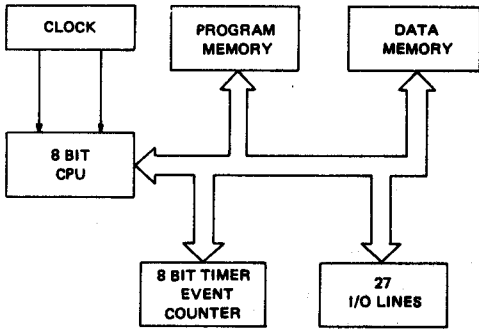 CLOCK
PROGRAM
MEMORY
DATA
MEMORY
8 BIT
CPU
8 BIT TIMER
EVENT
COUNTER
27
I/O LINES